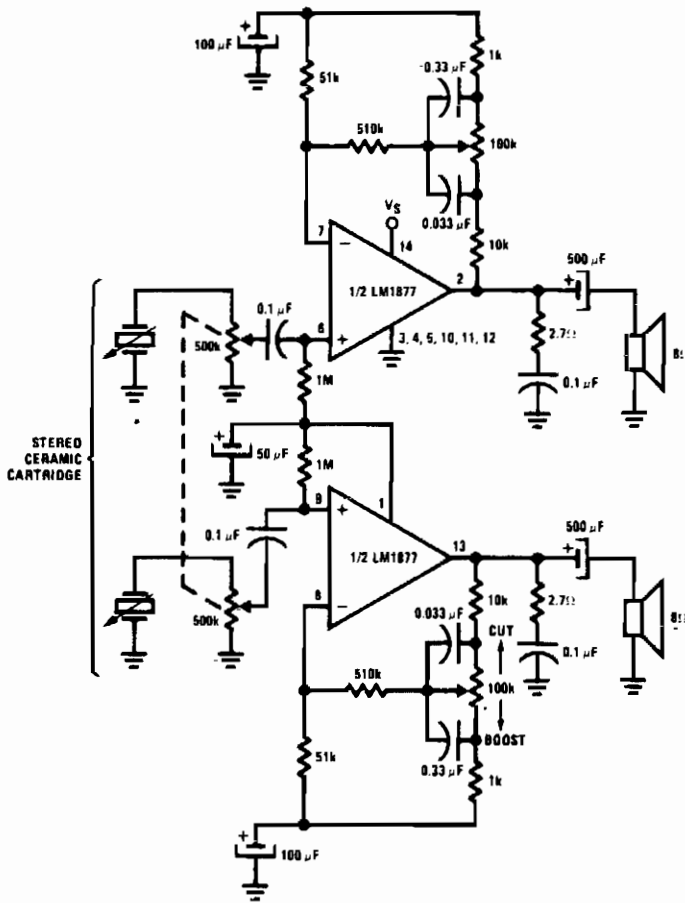 100 µF
51k
1k
0.33 µF
510k
100k
0.033 µF
10k
VS
14
7
−
1/2 LM1877
2
6
+
3, 4, 5, 10, 11, 12
500 µF
+
2.7Ω
0.1 µF
8Ω
0.1 µF
500k
1M
STEREO
CERAMIC
CARTRIDGE
+
50 µF
1M
0.1 µF
9
+
1
1/2 LM1877
13
8
−
500k
500 µF
+
10k
2.7Ω
0.033 µF
CUT
0.1 µF
8Ω
510k
100k
BOOST
0.33 µF
51k
1k
+
100 µF
+